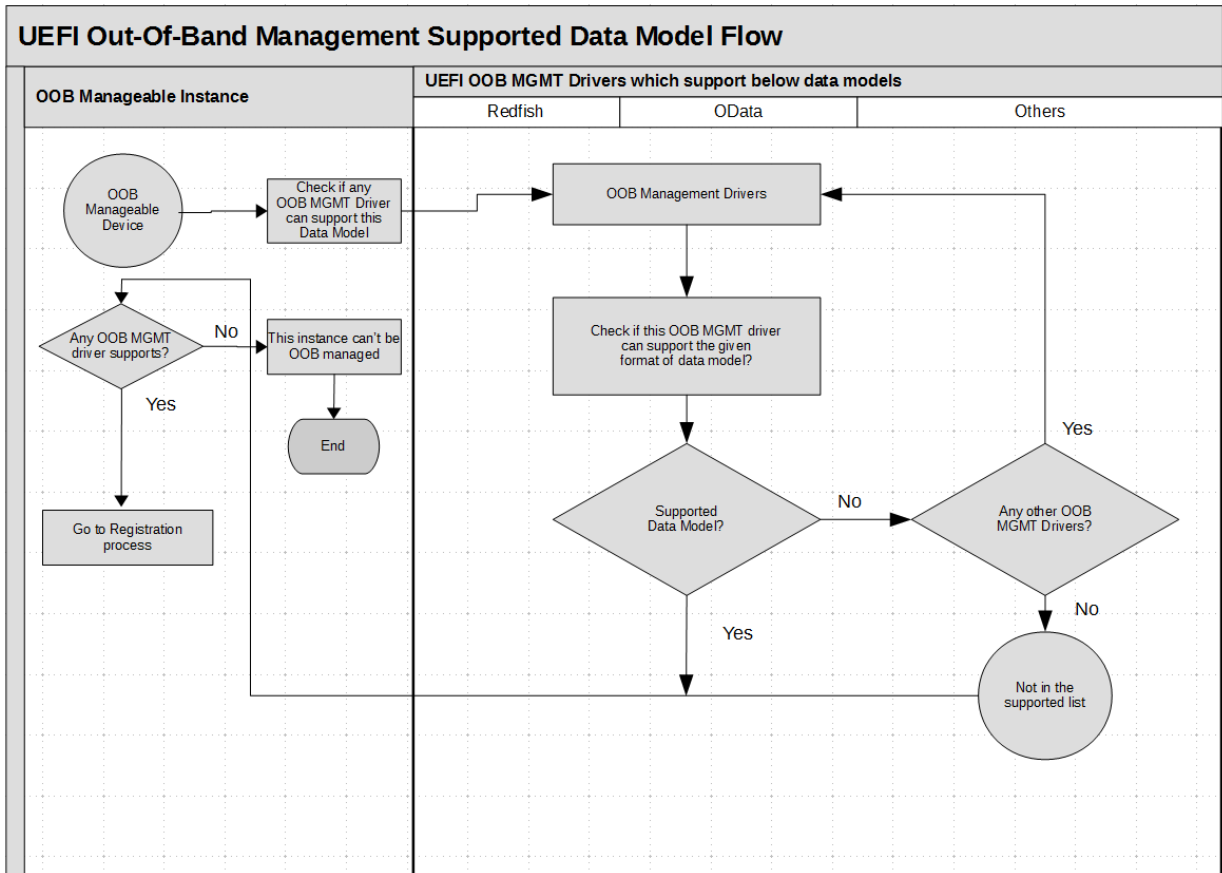 UEFI Out-Of-Band Management Supported Data Model Flow
OOB Manageable Instance
UEFI OOB MGMT Drivers which support below data models
Redfish
OData
Others
OOB
Manageable
Device
Check if any
OOB MGMT Driver
can support this
Data Model
OOB Management Drivers
Any OOB MGMT
driver supports?
No
This instance can't be
OOB managed
Yes
End
Go to Registration
process
Check if this OOB MGMT driver
can support the given
format of data model?
Supported
Data Model?
No
Any other OOB
MGMT Drivers?
Yes
Yes
No
Not in the
supported list